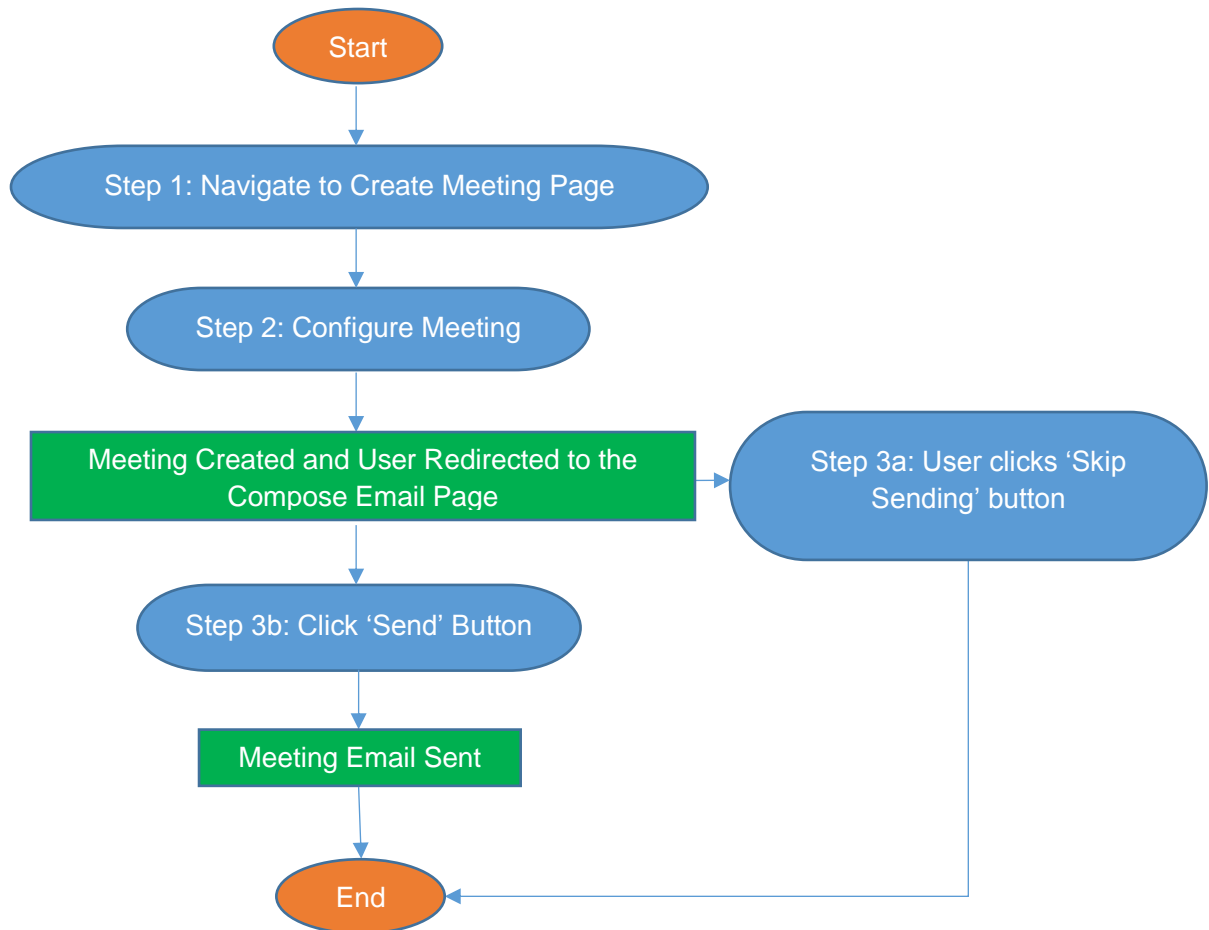 Start
Step 1: Navigate to Create Meeting Page
Step 2: Configure Meeting
Meeting Created and User Redirected to the
Compose Email Page
Step 3a: User clicks ‘Skip
Sending’ button
Step 3b: Click ‘Send’ Button
Meeting Email Sent
End